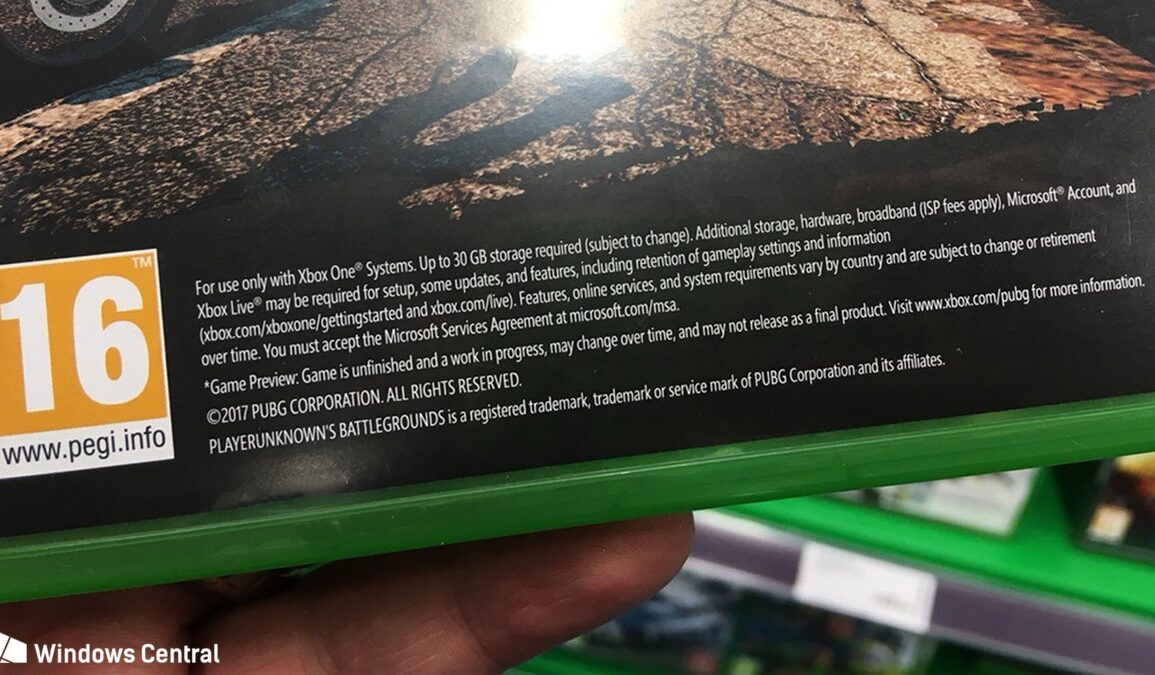 For use only with Xbox One® Systems. Up to 30 GB storage required (subject to change). Additional storage, hardware, broadband (ISP fees apply), Microsoft® Account, and
Xbox Live® may be required for setup, some updates, and features, including retention of gameplay settings and information
(xbox.com/xboxone/gettingstarted and xbox.com/live). Features, online services, and system requirements vary by country and are subject to change or retirement
over time. You must accept the Microsoft Services Agreement at microsoft.com/msa.
*Game Preview: Game is unfinished and a work in progress, may change over time, and may not release as a final product. Visit www.xbox.com/pubg for more information.
©2017 PUBG CORPORATION. ALL RIGHTS RESERVED.
PLAYERUNKNOWN'S BATTLEGROUNDS is a registered trademark, trademark or service mark of PUBG Corporation and its affiliates.
16 TM
www.pegi.info
Windows Central